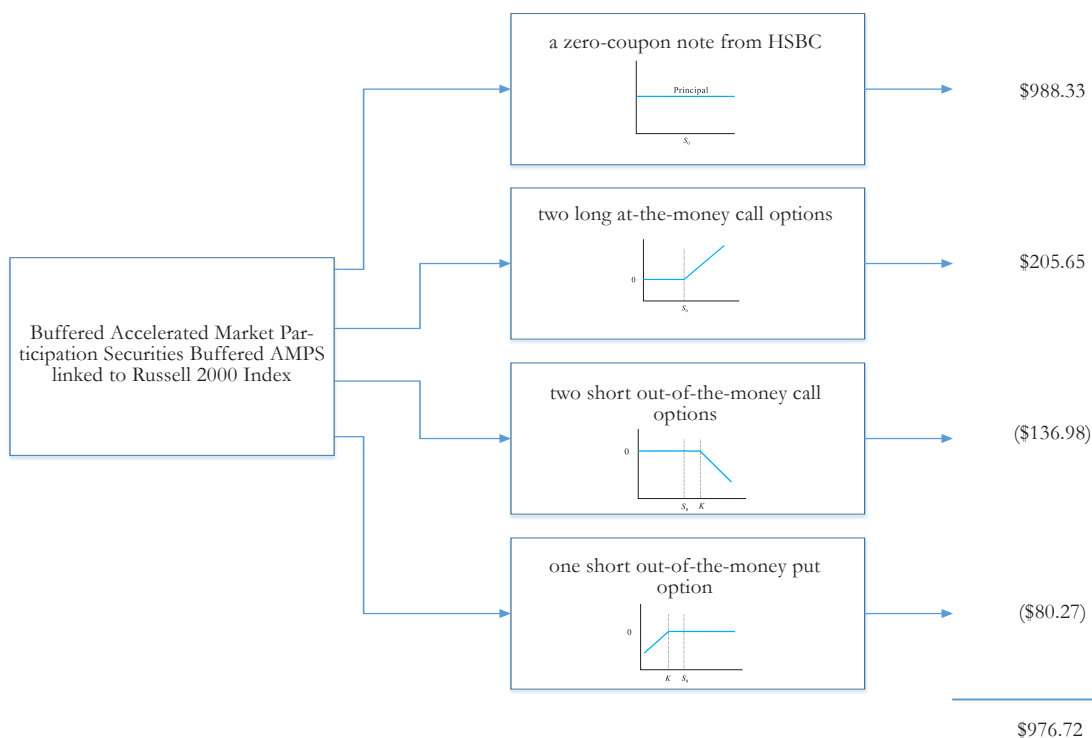 a zero-coupon note from HSBC
Principal
S₀
$988.33
two long at-the-money call options
0
S₀
$205.65
Buffered Accelerated Market Par-
ticipation Securities Buffered AMPS
linked to Russell 2000 Index
two short out-of-the-money call
options
0
S₀ K
($136.98)
one short out-of-the-money put
option
0
K S₀
($80.27)
$976.72